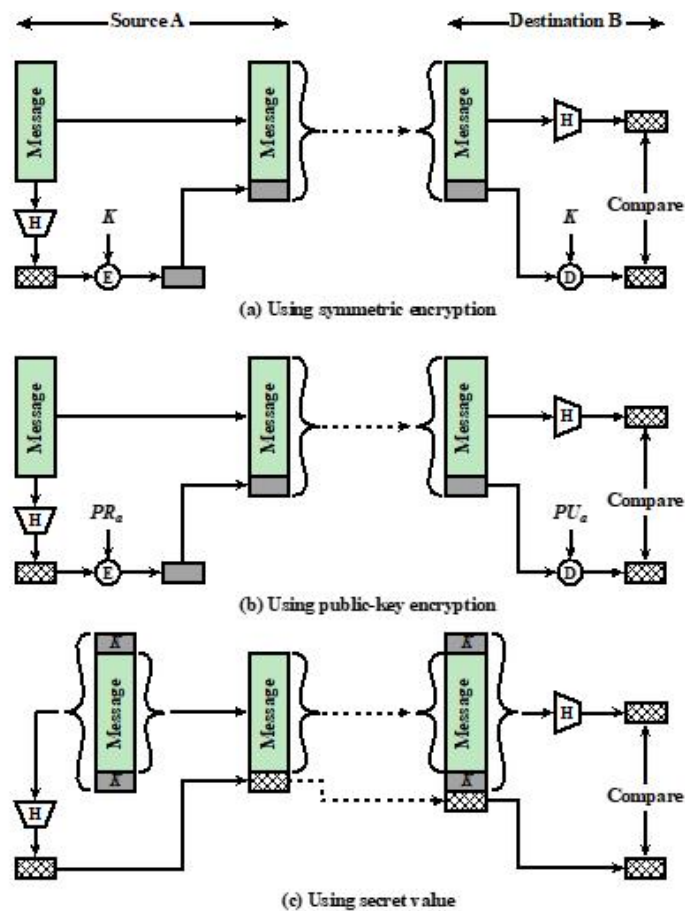 Source A
Destination B
Message
Message
Message
H
H
K
K
Compare
E
D
(a) Using symmetric encryption
Message
Message
Message
H
H
PRa
PUa
Compare
E
D
(b) Using public-key encryption
K
K
Message
Message
Message
H
K
K
H
Compare
(c) Using secret value